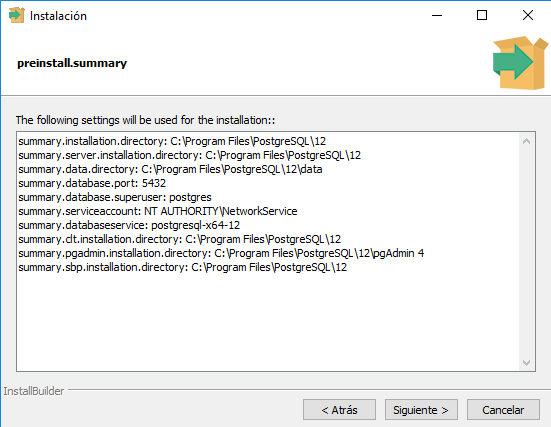 Instalación
preinstall.summary
The following settings will be used for the installation::
summary.installation.directory: C:\Program Files\PostgreSQL\12
summary.server.installation.directory: C:\Program Files\PostgreSQL\12
summary.data.directory: C:\Program Files\PostgreSQL\12\data
summary.database.port: 5432
summary.database.superuser: postgres
summary.serviceaccount: NT AUTHORITY\NetworkService
summary.databaseservice: postgresql-x64-12
summary.clt.installation.directory: C:\Program Files\PostgreSQL\12
summary.pgadmin.installation.directory: C:\Program Files\PostgreSQL\12\pgAdmin 4
summary.sbp.installation.directory: C:\Program Files\PostgreSQL\12
InstallBuilder
< Atrás Siguiente > Cancelar